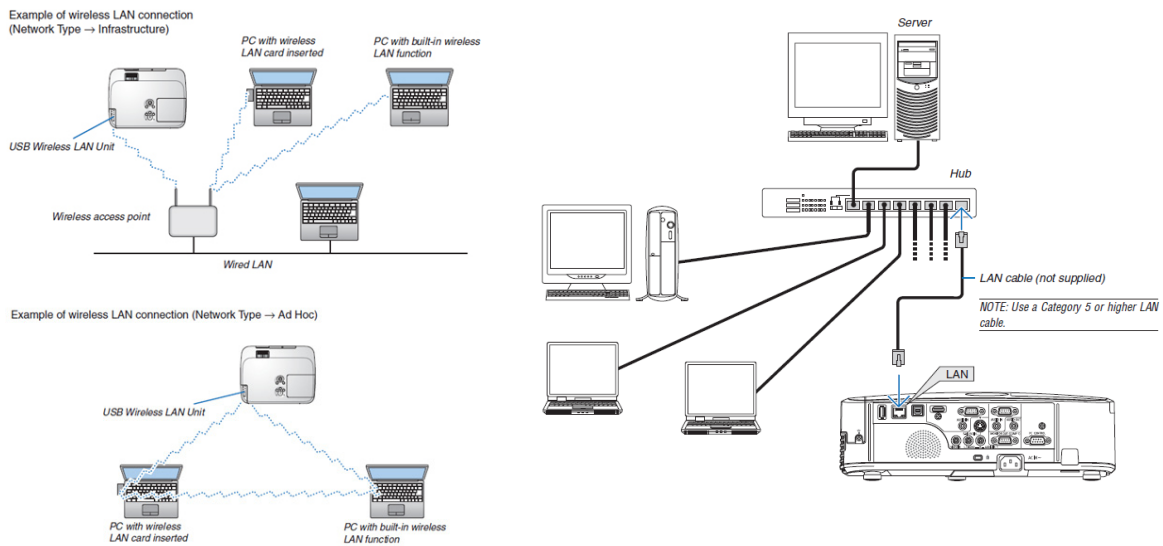 Example of wireless LAN connection
(Network Type → Infrastructure)
PC with wireless
LAN card inserted
PC with built-in wireless
LAN function
USB Wireless LAN Unit
Wireless access point
Wired LAN
Example of wireless LAN connection (Network Type → Ad Hoc)
USB Wireless LAN Unit
PC with wireless
LAN card inserted
PC with built-in wireless
LAN function
Server
Hub
LAN cable (not supplied)
NOTE: Use a Category 5 or higher LAN
cable.
LAN